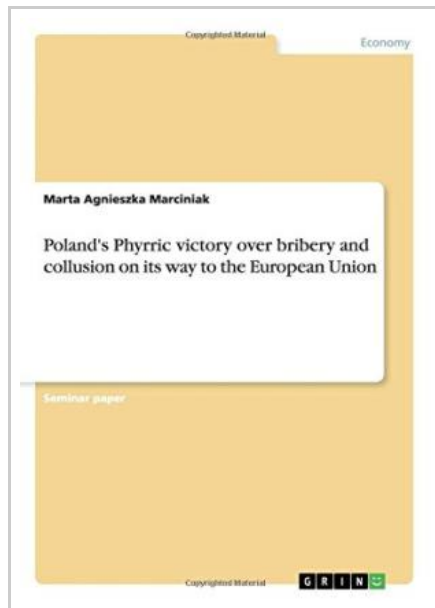 Copyrighted Material
Economy
Marta Agnieszka Marciniak
Poland's Phyrric victory over bribery and
collusion on its way to the European Union
Seminar paper
Copyrighted Material
GRIN